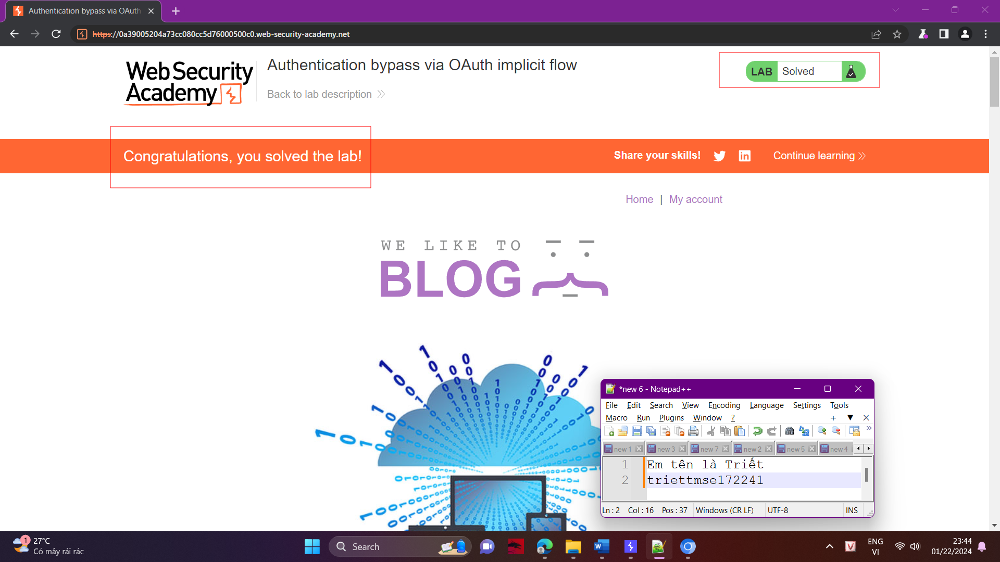 Authentication bypass via OAuth
https://0a39005204a73cc080cc5d76000500c0.web-security-academy.net
Web Security
Academy
Authentication bypass via OAuth implicit flow
Back to lab description
LAB Solved
Congratulations, you solved the lab!
Share your skills!
Continue learning
Home | My account
WE LIKE TO
BLOG
*new 6 - Notepad++
File Edit Search View Encoding Language Settings Tools
Macro Run Plugins Window ?
new 1 new 3 new 7 new 2 new 5 new 4
1 Em tên là Triết
2 triettmse172241
Ln : 2 Col : 16 Pos : 37 Windows (CR LF) UTF-8 INS
1
27°C
Có mây rải rác
Search
ENG
VI
23:44
01/22/2024